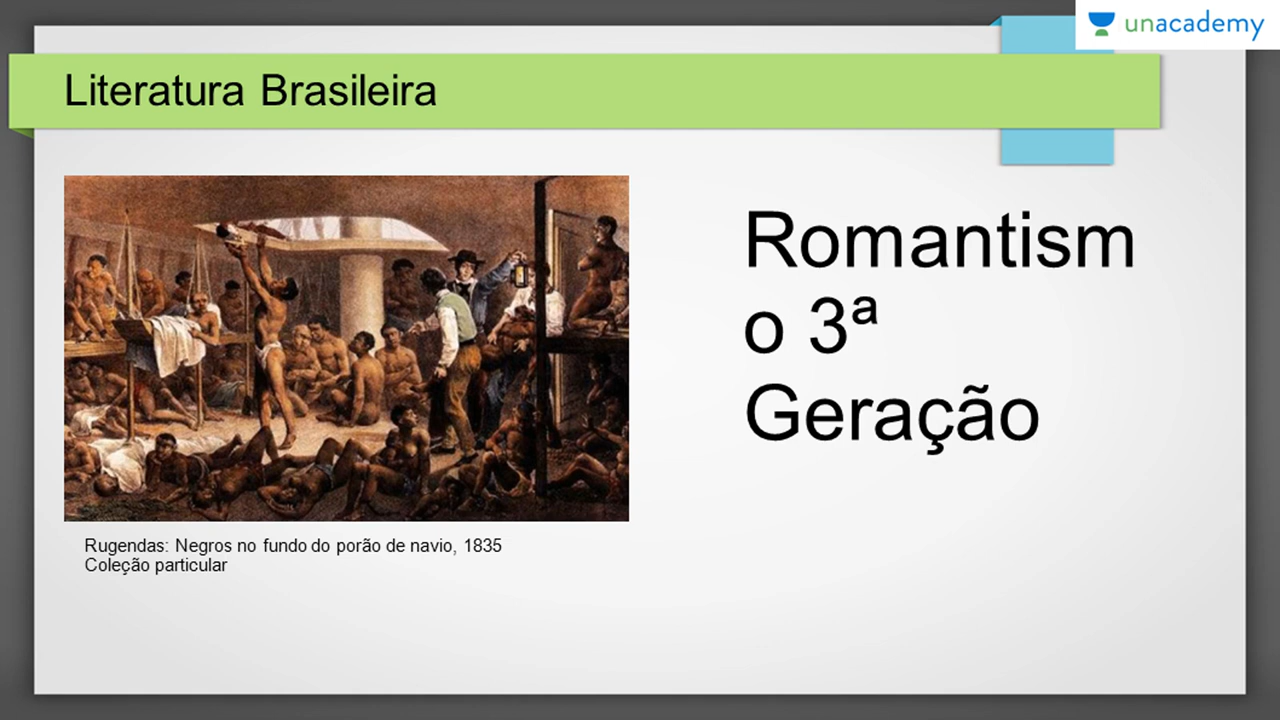 unacademy
Literatura Brasileira
Romantism
o 3ª
Geração
Rugendas: Negros no fundo do porão de navio, 1835
Coleção particular